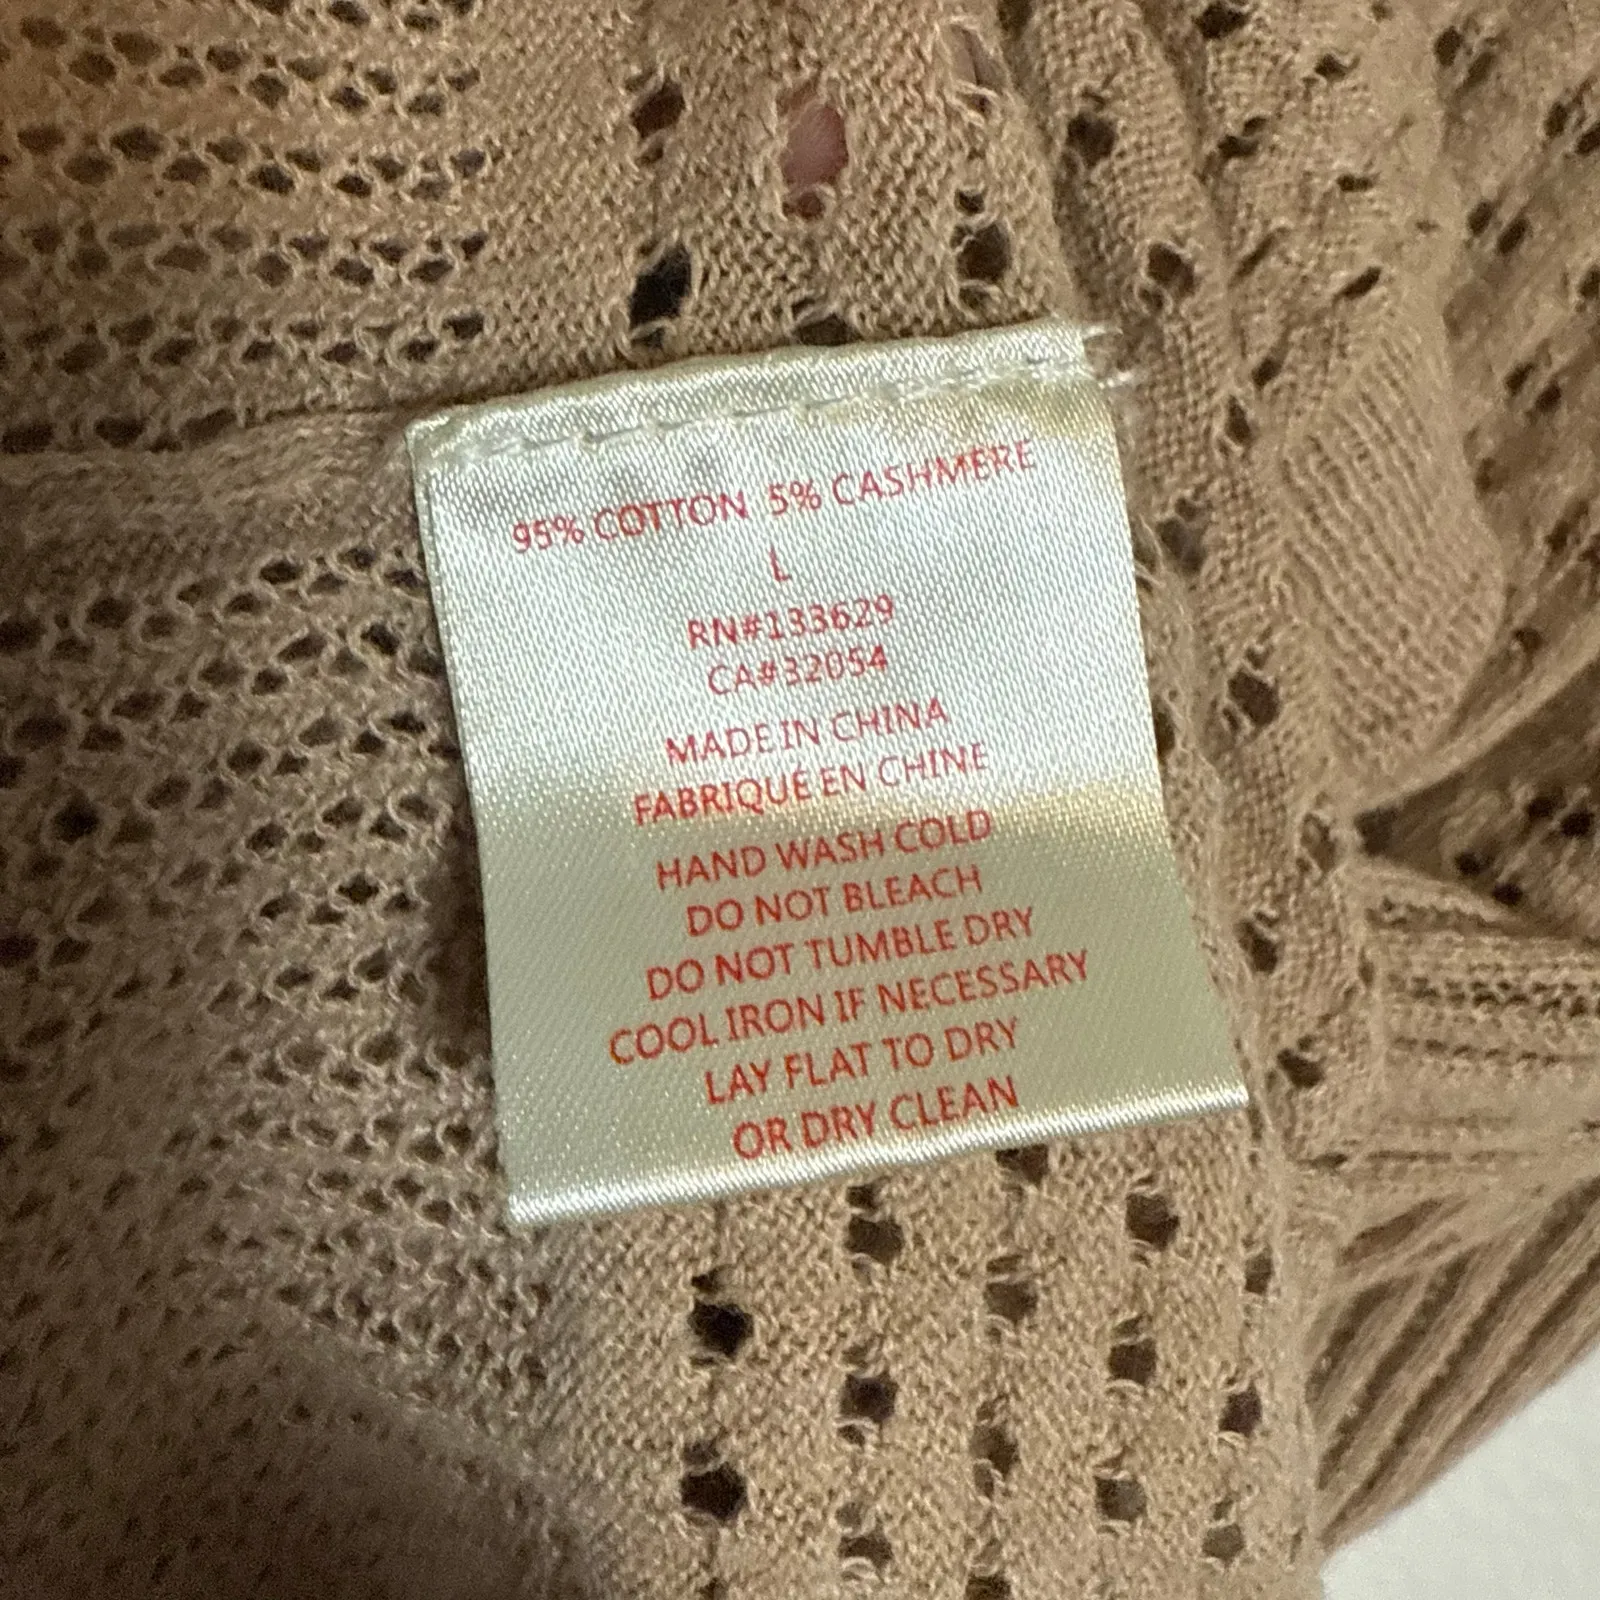 95% COTTON 5% CASHMERE
L
RN#133629
CA#32054
MADE IN CHINA
FABRIQUÉ EN CHINE
HAND WASH COLD
DO NOT BLEACH
DO NOT TUMBLE DRY
COOL IRON IF NECESSARY
LAY FLAT TO DRY
OR DRY CLEAN